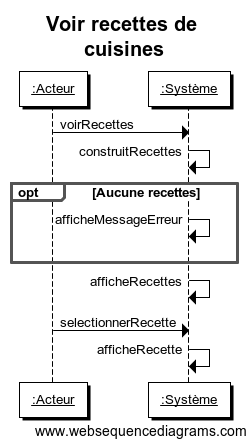 Voir recettes de
cuisines
:Acteur
:Système
voirRecettes
construitRecettes
opt
[Aucune recettes]
afficheMessageErreur
afficheRecettes
selectionnerRecette
afficheRecette
:Acteur
:Système
www.websequencediagrams.com